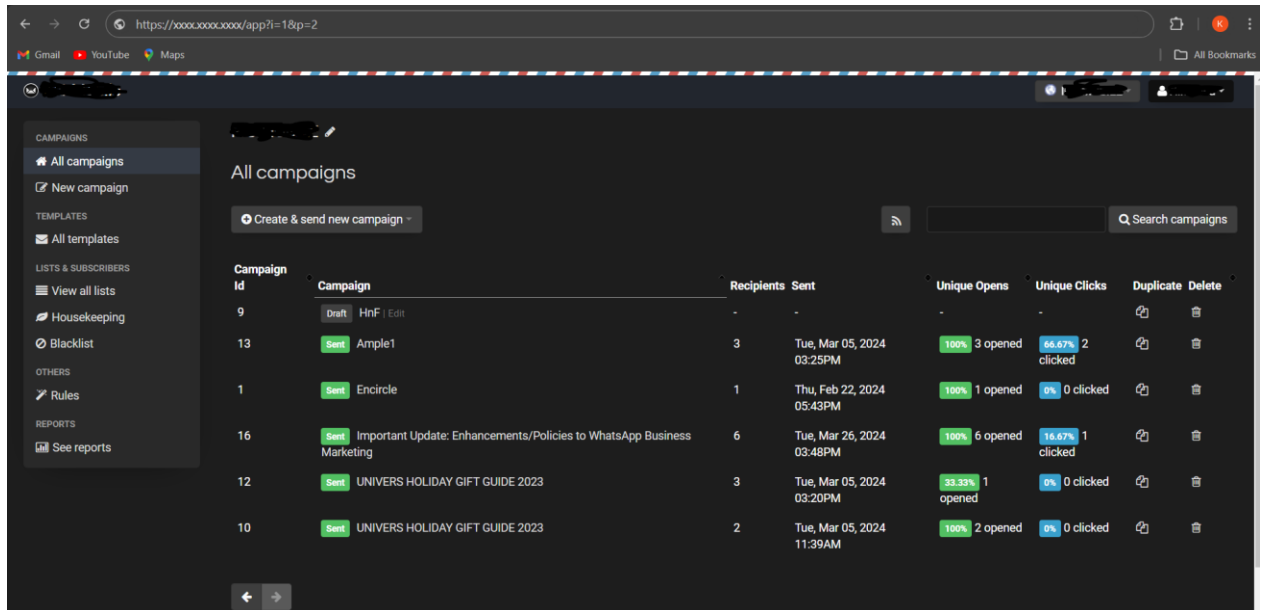 https://xxxx.xxxx.xxxx/app?i=1&p=2
K
Gmail YouTube Maps
All Bookmarks
CAMPAIGNS
All campaigns
New campaign
TEMPLATES
All templates
LISTS & SUBSCRIBERS
View all lists
Housekeeping
Blacklist
OTHERS
Rules
REPORTS
See reports
All campaigns
Create & send new campaign
Search campaigns
Campaign Id Campaign Recipients Sent Unique Opens Unique Clicks Duplicate Delete
9 Draft HnF | Edit - - - -
13 Sent Ample1 3 Tue, Mar 05, 2024 03:25PM 100% 3 opened 66.67% 2 clicked
1 Sent Encircle 1 Thu, Feb 22, 2024 05:43PM 100% 1 opened 0% 0 clicked
16 Sent Important Update: Enhancements/Policies to WhatsApp Business Marketing 6 Tue, Mar 26, 2024 03:48PM 100% 6 opened 16.67% 1 clicked
12 Sent UNIVERS HOLIDAY GIFT GUIDE 2023 3 Tue, Mar 05, 2024 03:20PM 33.33% 1 opened 0% 0 clicked
10 Sent UNIVERS HOLIDAY GIFT GUIDE 2023 2 Tue, Mar 05, 2024 11:39AM 100% 2 opened 0% 0 clicked